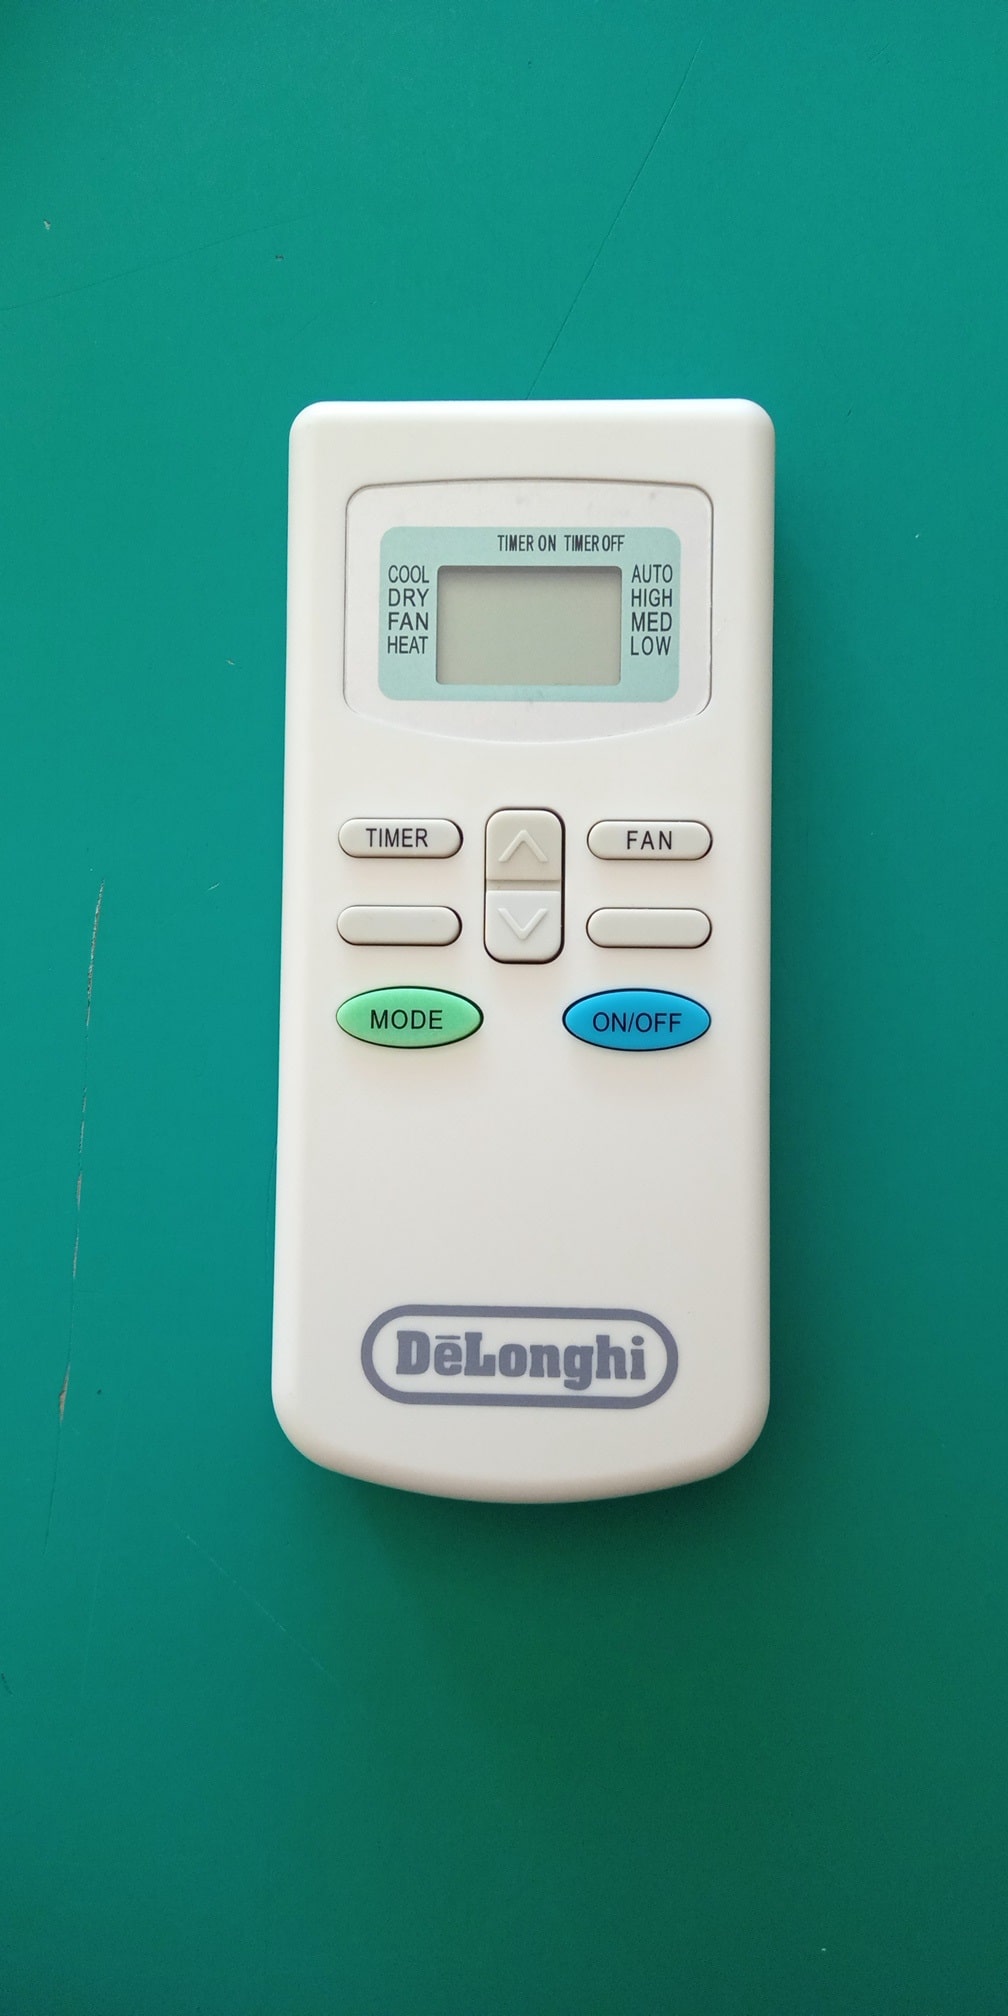 TIMER ON TIMER OFF
COOL
DRY
FAN
HEAT
AUTO
HIGH
MED
LOW
TIMER
FAN
MODE
ON/OFF
DēLonghi